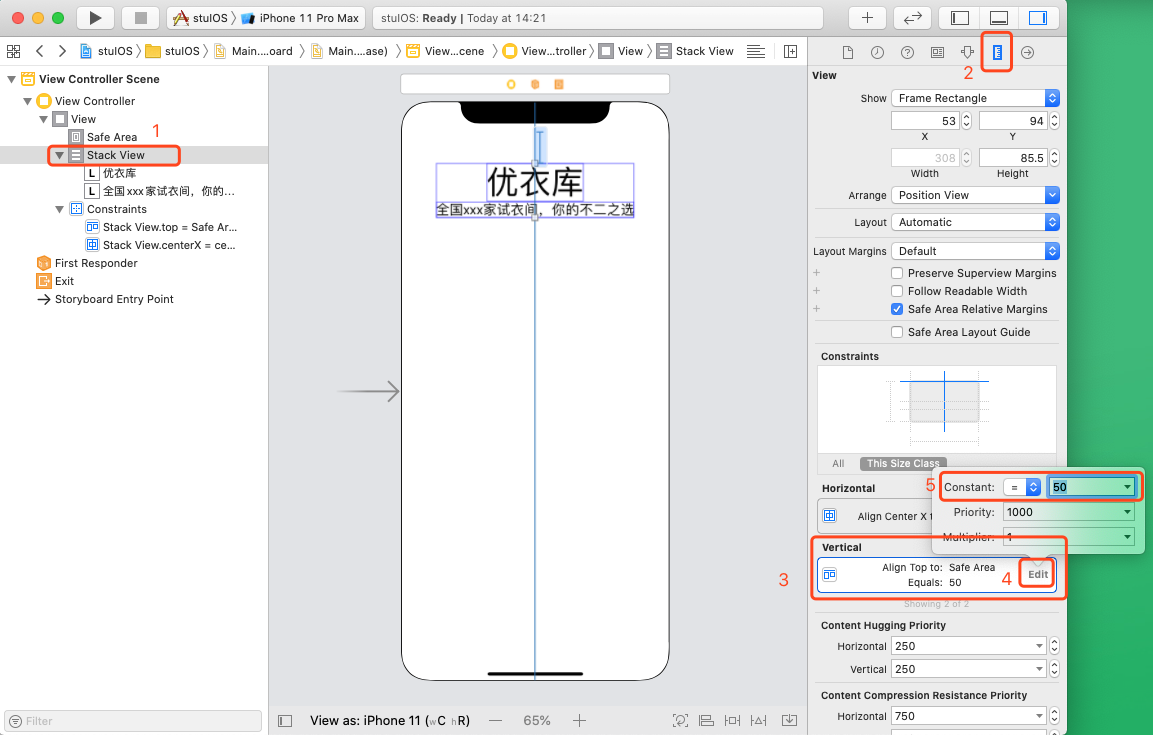 stuIOS
iPhone 11 Pro Max
stuIOS: Ready | Today at 14:21
stuIOS
stuIOS
Main....oard
Main....ase)
View...cene
View...troller
View
Stack View
View Controller Scene
View Controller
View
Safe Area
1
Stack View
L 优衣库
L 全国xxx家试衣间，你的...
Constraints
Stack View.top = Safe Ar...
Stack View.centerX = ce...
First Responder
Exit
Storyboard Entry Point
Filter
优衣库
全国xxx家试衣间，你的不二之选
View as: iPhone 11 (wC hR)
65%
2
View
Show Frame Rectangle
53 94
X Y
308 85.5
Width Height
Arrange Position View
Layout Automatic
Layout Margins Default
Preserve Superview Margins
Follow Readable Width
Safe Area Relative Margins
Safe Area Layout Guide
Constraints
All This Size Class
5
Constant: = 50
Priority: 1000
Multiplier: 1
Horizontal
Align Center X t
Vertical
3
Align Top to: Safe Area
Equals: 50
4
Edit
Showing 2 of 2
Content Hugging Priority
Horizontal 250
Vertical 250
Content Compression Resistance Priority
Horizontal 750